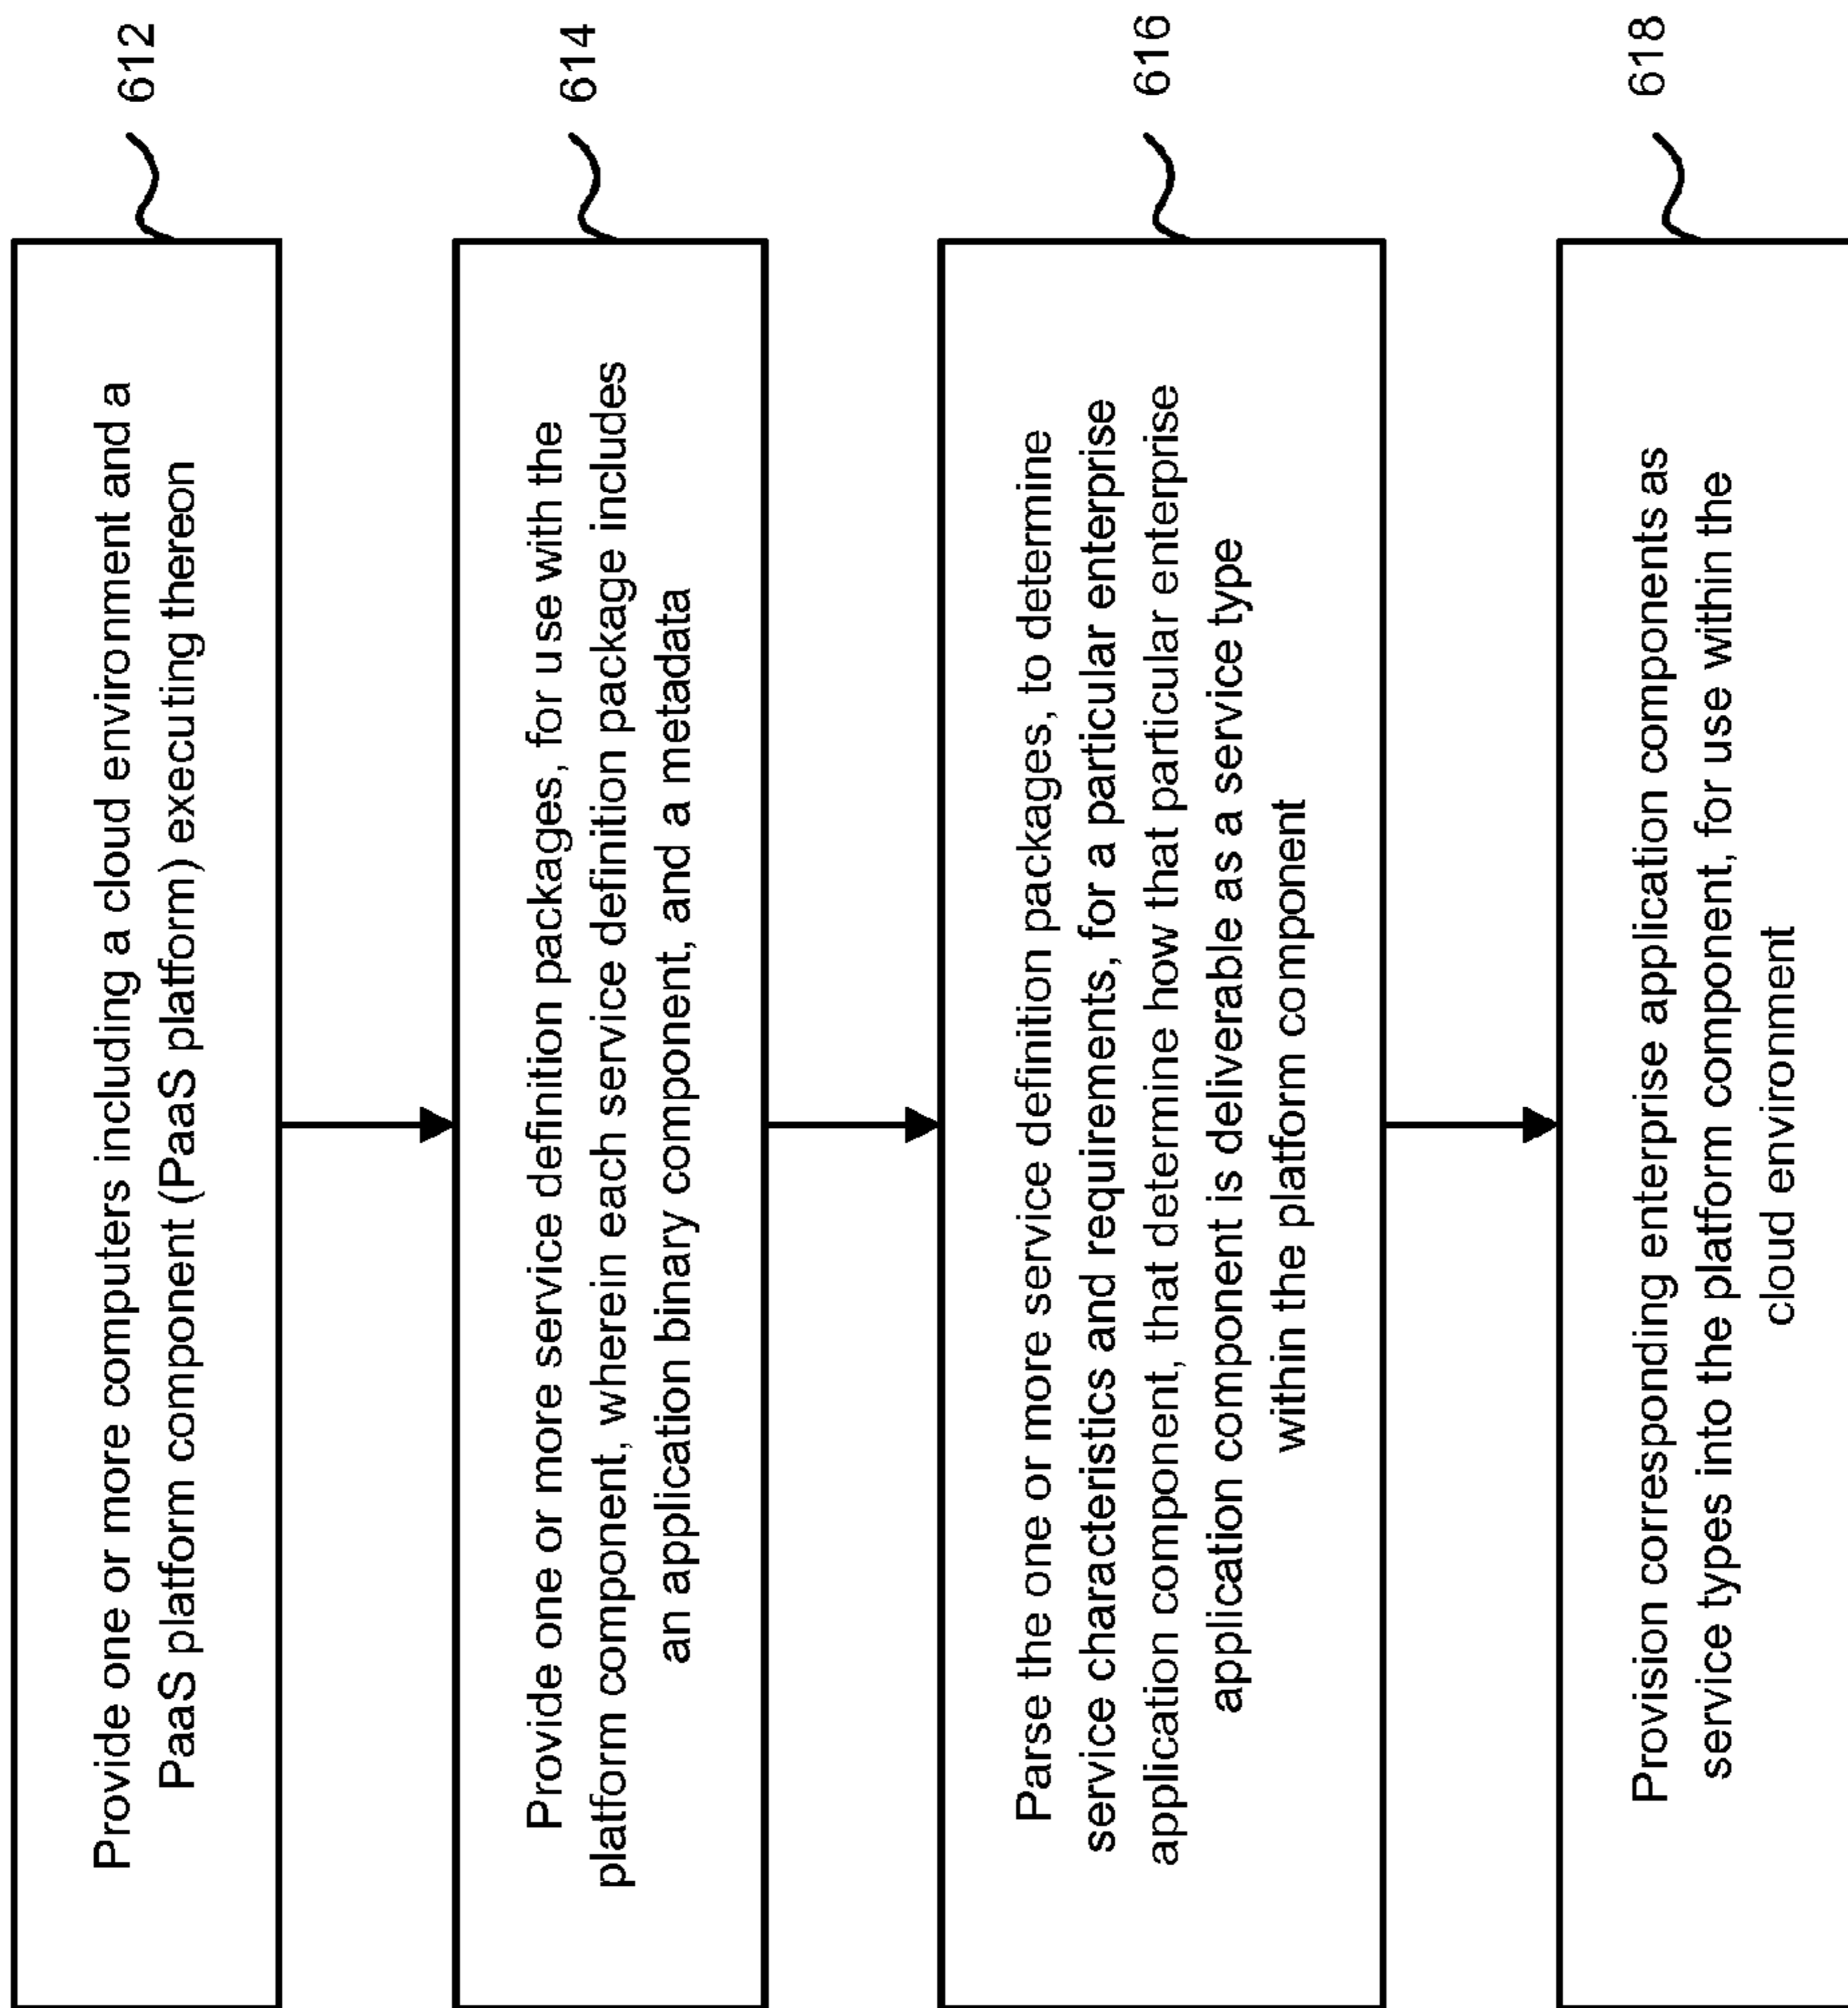 Provide one or more computers including a cloud environment and a
PaaS platform component (PaaS platform) executing thereon
612
Provide one or more service definition packages, for use with the
platform component, wherein each service definition package includes
an application binary component, and a metadata
614
Parse the one or more service definition packages, to determine
service characteristics and requirements, for a particular enterprise
application component, that determine how that particular enterprise
application component is deliverable as a service type
within the platform component
616
Provision corresponding enterprise application components as
service types into the platform component, for use within the
cloud environment
618